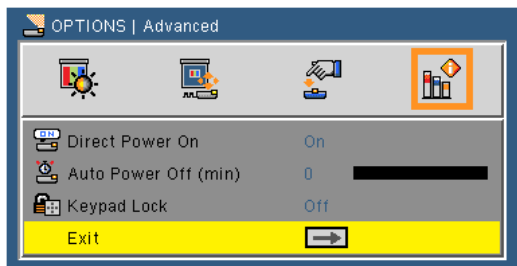 OPTIONS | Advanced
Direct Power On On
Auto Power Off (min) 0
Keypad Lock Off
Exit